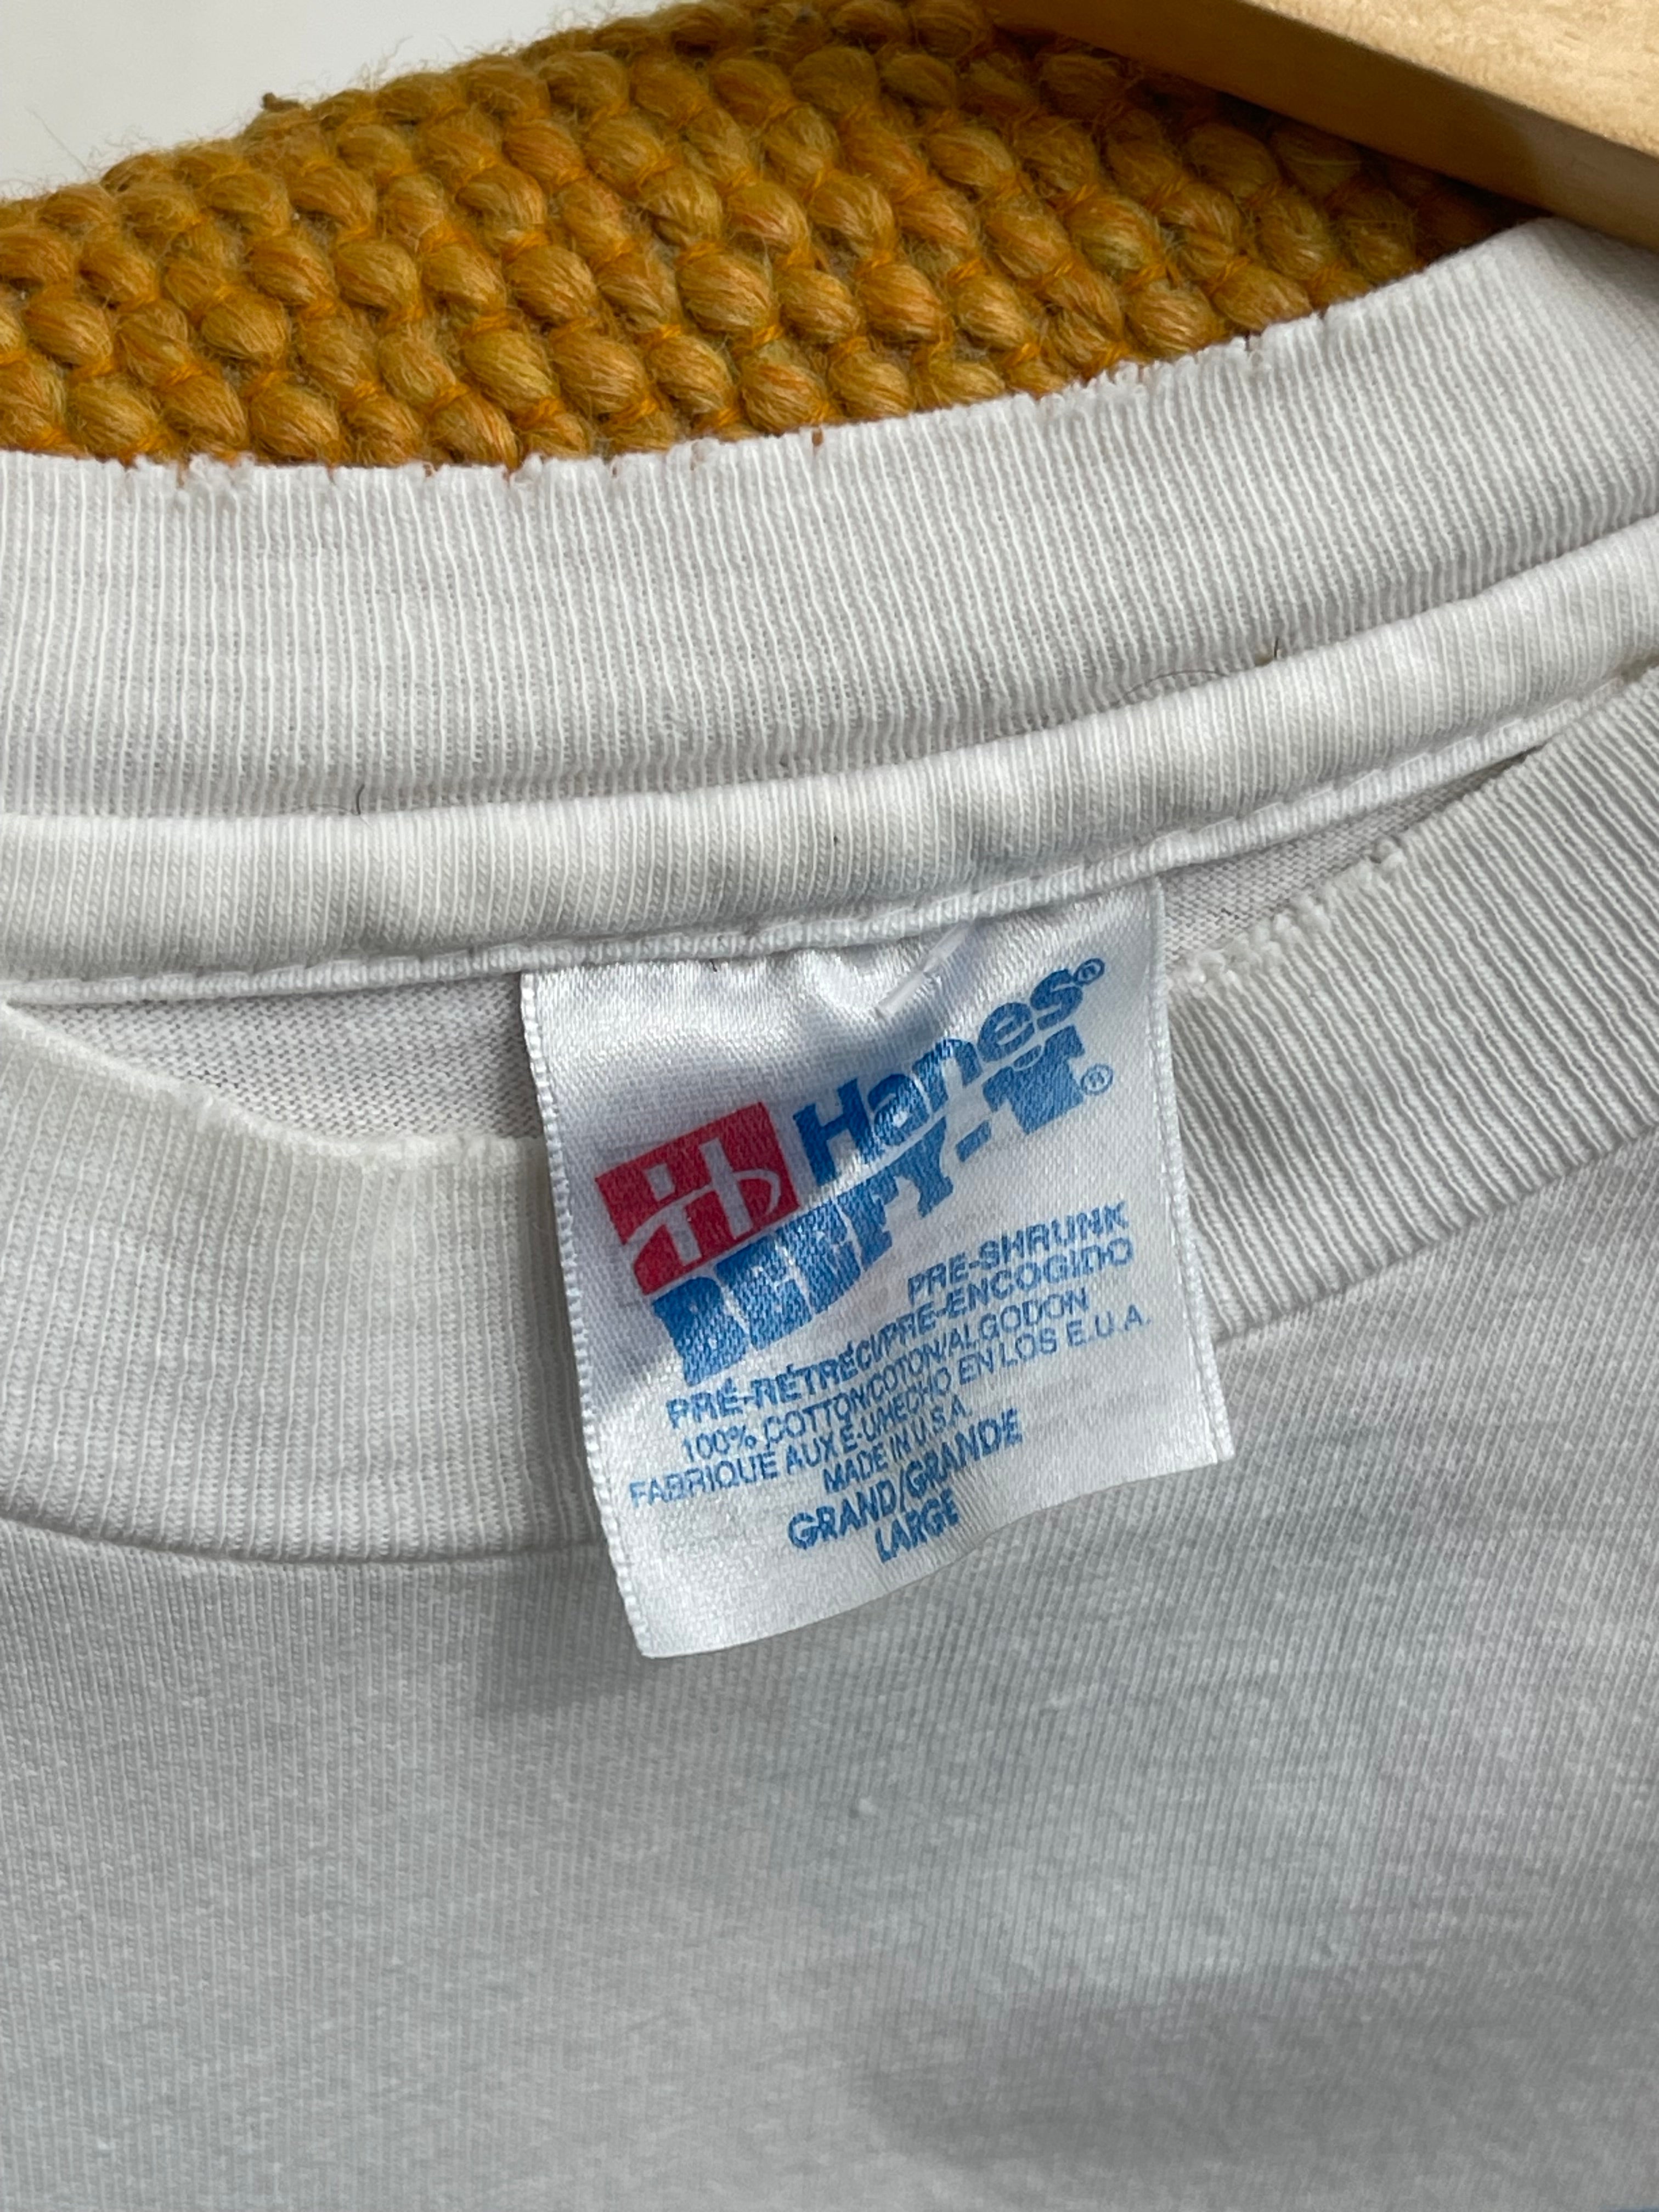 Hanes®
BEEFY-T®
PRE-SHRUNK
PRÉ-RÉTRÉCI/PRE-ENCOGIDO
100% COTTON/COTON/ALGODON
FABRIQUE AUX E-U/HECHO EN LOS E.U.A.
MADE IN U.S.A.
GRAND/GRANDE
LARGE